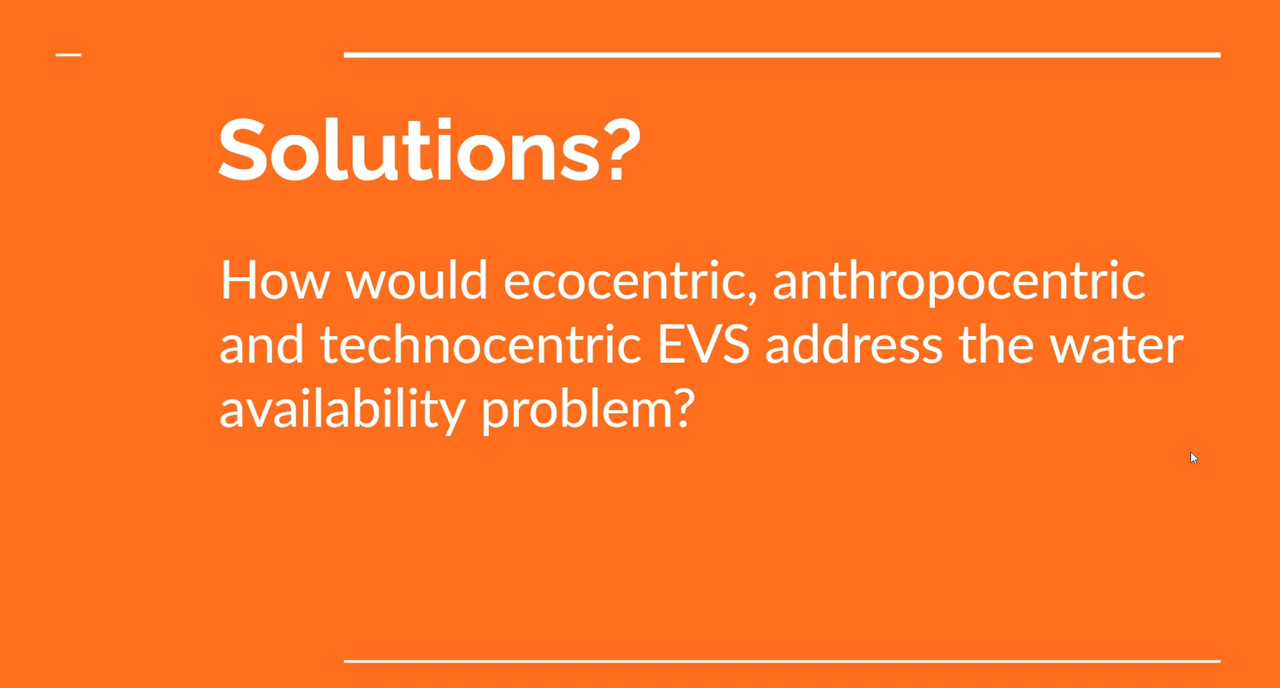 Solutions?
How would ecocentric, anthropocentric
and technocentric EVS address the water
availability problem?